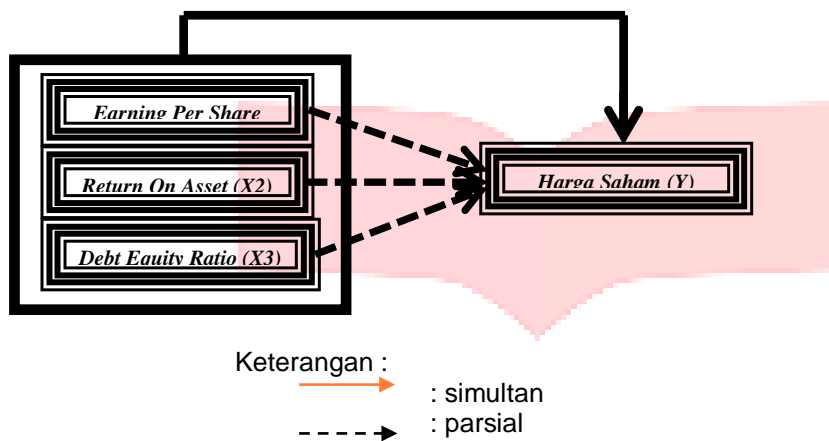 Earning Per Share
Return On Asset (X2)
Harga Saham (Y)
Debt Equity Ratio (X3)
Keterangan :
: simultan
: parsial